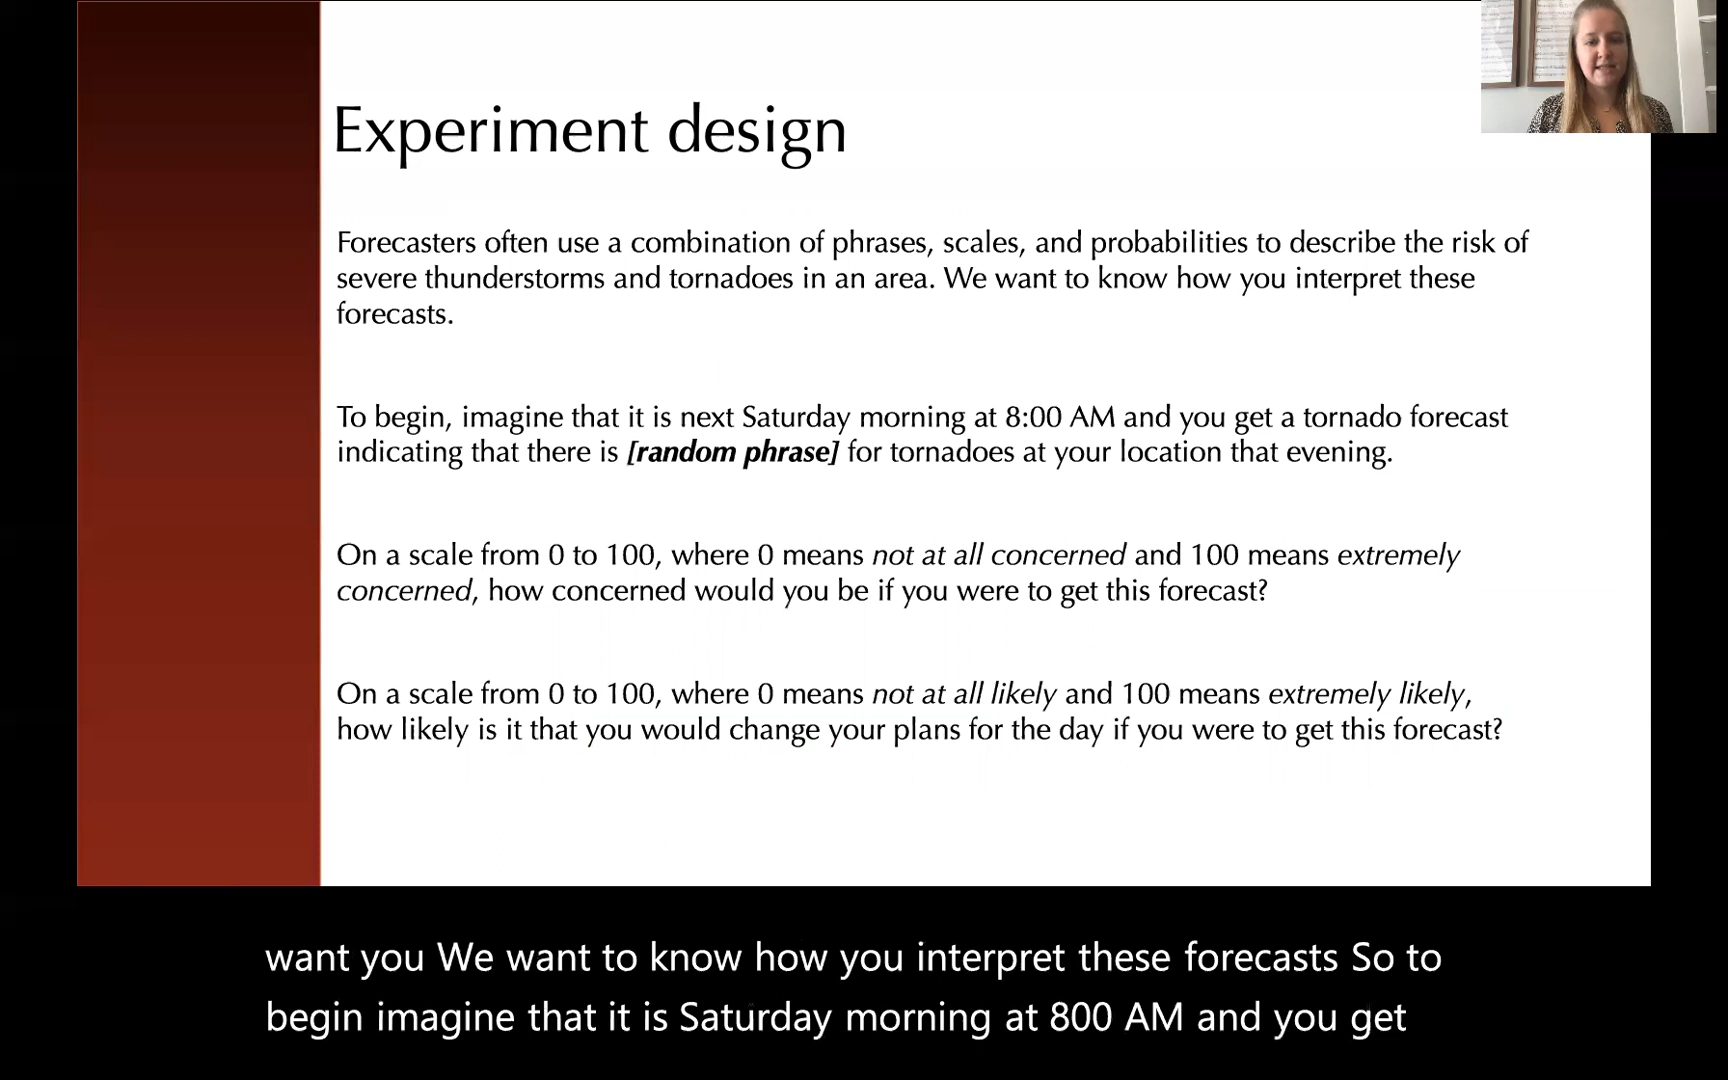 Experiment design
Forecasters often use a combination of phrases, scales, and probabilities to describe the risk of
severe thunderstorms and tornadoes in an area. We want to know how you interpret these
forecasts.
To begin, imagine that it is next Saturday morning at 8:00 AM and you get a tornado forecast
indicating that there is [random phrase] for tornadoes at your location that evening.
On a scale from 0 to 100, where 0 means not at all concerned and 100 means extremely
concerned, how concerned would you be if you were to get this forecast?
On a scale from 0 to 100, where 0 means not at all likely and 100 means extremely likely,
how likely is it that you would change your plans for the day if you were to get this forecast?
want you We want to know how you interpret these forecasts So to
begin imagine that it is Saturday morning at 800 AM and you get